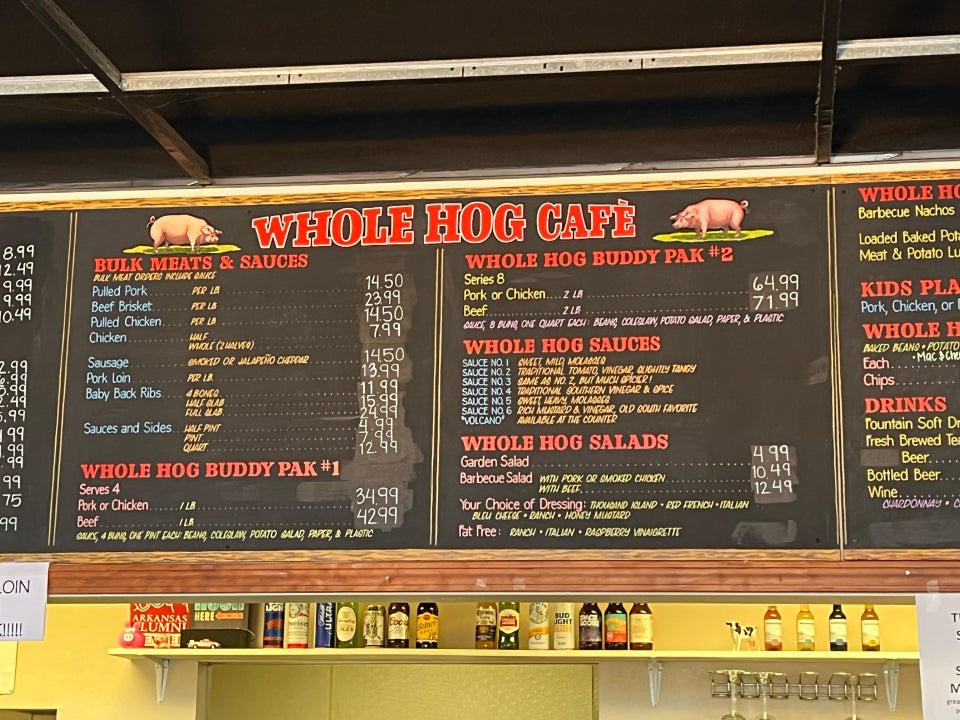 8.99
12.49
9.99
9.99
10.49
.99
75
99
WHOLE HOG CAFÈ
BULK MEATS & SAUCES
BULK MEAT ORDERS INCLUDE SAUCE
Pulled Pork PER LB. 14.50
Beef Brisket PER LB. 23.99
Pulled Chicken PER LB. 14.50
Chicken HALF 7.99
WHOLE (2 HALVES)
Sausage SMOKED OR JALAPEÑO CHEDDAR 14.50
Pork Loin PER LB. 13.99
Baby Back Ribs 4 BONES 11.99
HALF SLAB 15.99
FULL SLAB 24.99
Sauces and Sides HALF PINT 4.99
PINT 7.99
QUART 12.99
WHOLE HOG BUDDY PAK #1
Serves 4
Pork or Chicken 1 LB. 34.99
Beef 1 LB. 42.99
SAUCE, 4 BUNS, ONE PINT EACH: BEANS, COLESLAW, POTATO SALAD, PAPER, & PLASTIC
WHOLE HOG BUDDY PAK #2
Series 8
Pork or Chicken 2 LB. 64.99
Beef 2 LB. 71.99
SAUCE, 8 BUNS, ONE QUART EACH: BEANS, COLESLAW, POTATO SALAD, PAPER, & PLASTIC
WHOLE HOG SAUCES
SAUCE NO. 1 SWEET, MILD, MOLASSES
SAUCE NO. 2 TRADITIONAL TOMATO, VINEGAR, SLIGHTLY TANGY
SAUCE NO. 3 SAME AS NO. 2, BUT MUCH SPICIER!
SAUCE NO. 4 TRADITIONAL SOUTHERN VINEGAR & SPICE
SAUCE NO. 5 SWEET, HEAVY, MOLASSES
SAUCE NO. 6 RICH MUSTARD & VINEGAR, OLD SOUTH FAVORITE
"VOLCANO" AVAILABLE AT THE COUNTER
WHOLE HOG SALADS
Garden Salad 4.99
Barbecue Salad WITH PORK OR SMOKED CHICKEN 10.49
WITH BEEF 12.49
Your Choice of Dressing: THOUSAND ISLAND • RED FRENCH • ITALIAN
BLEU CHEESE • RANCH • HONEY MUSTARD
Fat Free: RANCH • ITALIAN • RASPBERRY VINAIGRETTE
WHOLE HO
Barbecue Nachos
Loaded Baked Pota
Meat & Potato Lu
KIDS PLA
Pork, Chicken, or
WHOLE H
BAKED BEANS • POTATO
• Mac & Chee
Each
Chips
DRINKS
Fountain Soft Dr
Fresh Brewed Tea
Beer
Bottled Beer
Wine
CHARDONNAY • C
OIN
!!!!!
ARKANSAS
ALUMNI
HERE
ULTRA
BUD
LIGHT